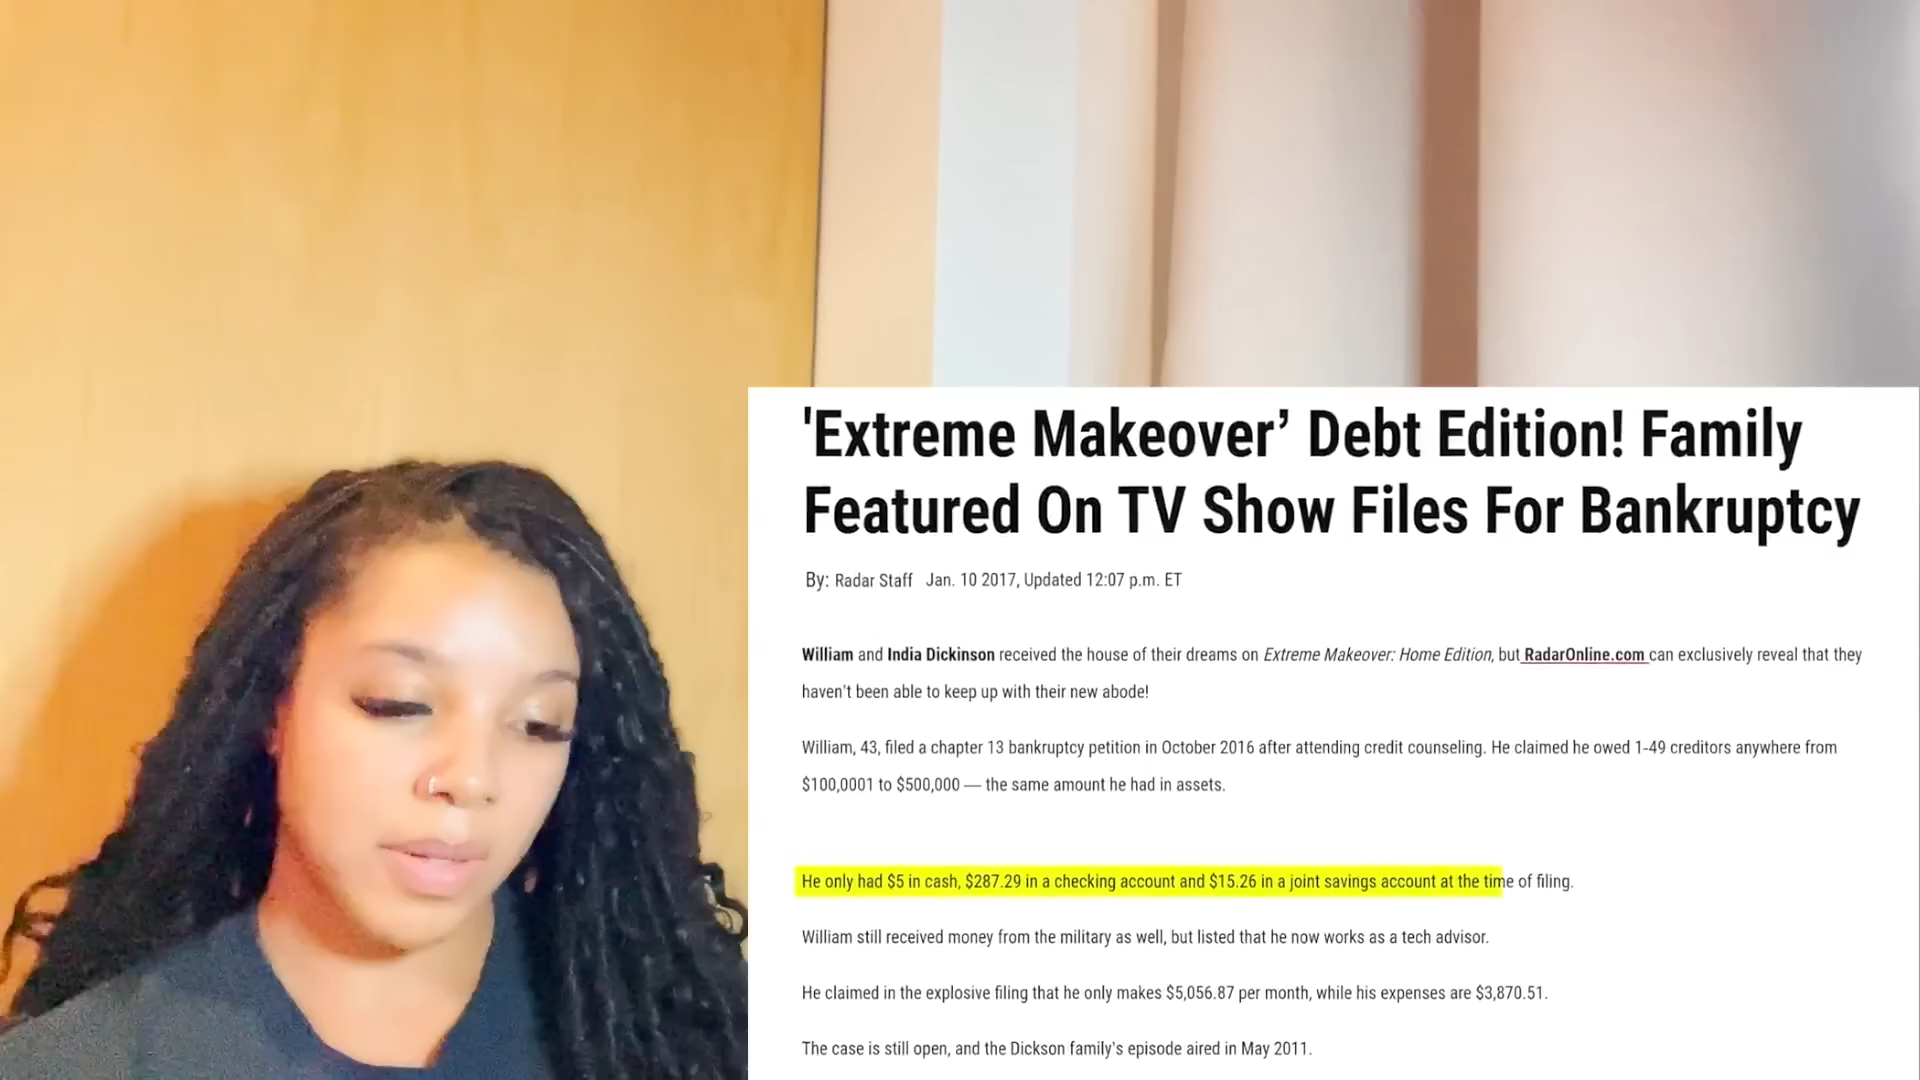 'Extreme Makeover’ Debt Edition! Family
Featured On TV Show Files For Bankruptcy
By: Radar Staff Jan. 10 2017, Updated 12:07 p.m. ET
William and India Dickinson received the house of their dreams on Extreme Makeover: Home Edition, but RadarOnline.com can exclusively reveal that they
haven't been able to keep up with their new abode!
William, 43, filed a chapter 13 bankruptcy petition in October 2016 after attending credit counseling. He claimed he owed 1-49 creditors anywhere from
$100,0001 to $500,000 — the same amount he had in assets.
He only had $5 in cash, $287.29 in a checking account and $15.26 in a joint savings account at the time of filing.
William still received money from the military as well, but listed that he now works as a tech advisor.
He claimed in the explosive filing that he only makes $5,056.87 per month, while his expenses are $3,870.51.
The case is still open, and the Dickson family's episode aired in May 2011.